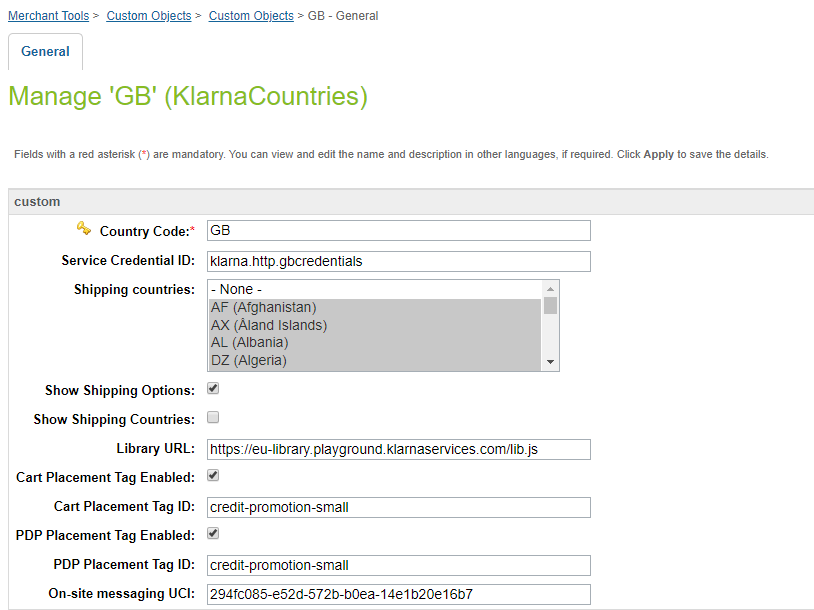 Merchant Tools > Custom Objects > Custom Objects > GB - General
General
Manage 'GB' (KlarnaCountries)
Fields with a red asterisk (*) are mandatory. You can view and edit the name and description in other languages, if required. Click Apply to save the details.
custom
Country Code:* GB
Service Credential ID: klarna.http.gbcredentials
Shipping countries: - None -
AF (Afghanistan)
AX (Åland Islands)
AL (Albania)
DZ (Algeria)
Show Shipping Options:
Show Shipping Countries:
Library URL: https://eu-library.playground.klarnaservices.com/lib.js
Cart Placement Tag Enabled:
Cart Placement Tag ID: credit-promotion-small
PDP Placement Tag Enabled:
PDP Placement Tag ID: credit-promotion-small
On-site messaging UCI: 294fc085-e52d-572b-b0ea-14e1b20e16b7